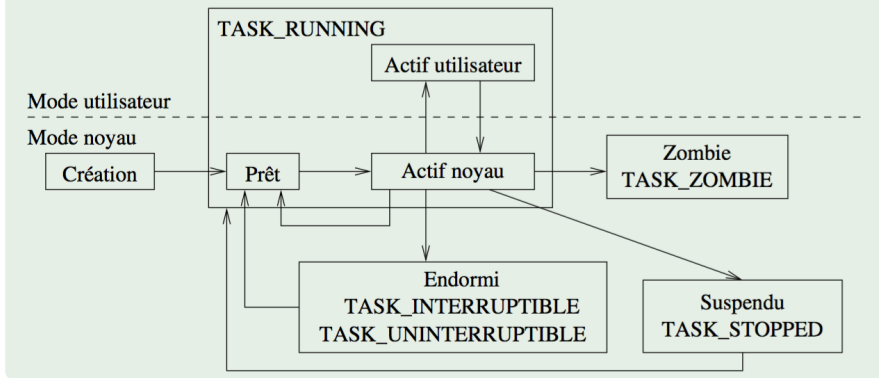 TASK_RUNNING
Actif utilisateur
Mode utilisateur
Mode noyau
Création
Prêt
Actif noyau
Zombie
TASK_ZOMBIE
Endormi
TASK_INTERRUPTIBLE
TASK_UNINTERRUPTIBLE
Suspendu
TASK_STOPPED